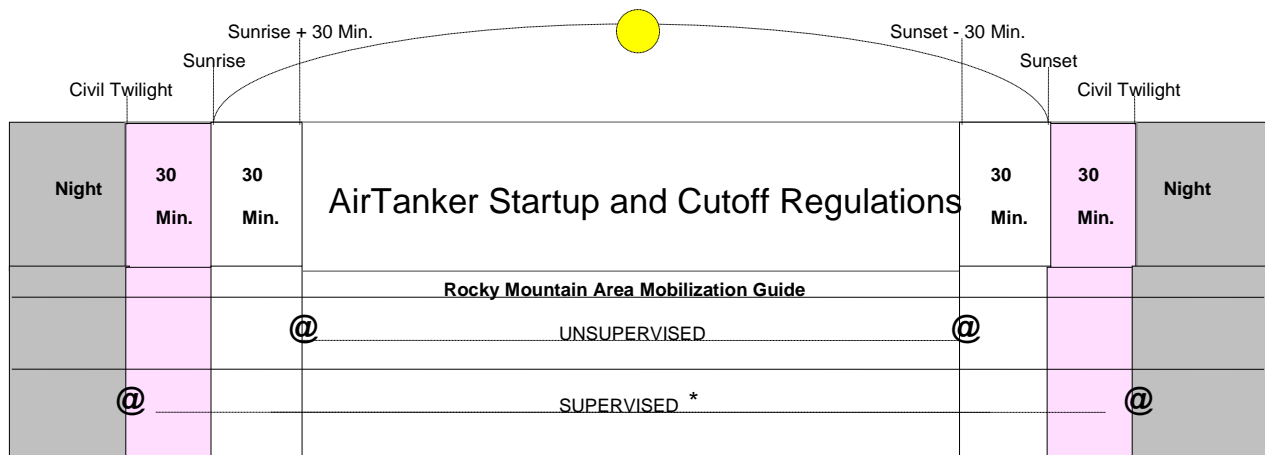 Sunrise + 30 Min.
Sunset - 30 Min.
Sunrise
Sunset
Civil Twilight
Civil Twilight
Night
30
Min.
30
Min.
AirTanker Startup and Cutoff Regulations
30
Min.
30
Min.
Night
Rocky Mountain Area Mobilization Guide
@ UNSUPERVISED @
@ SUPERVISED * @